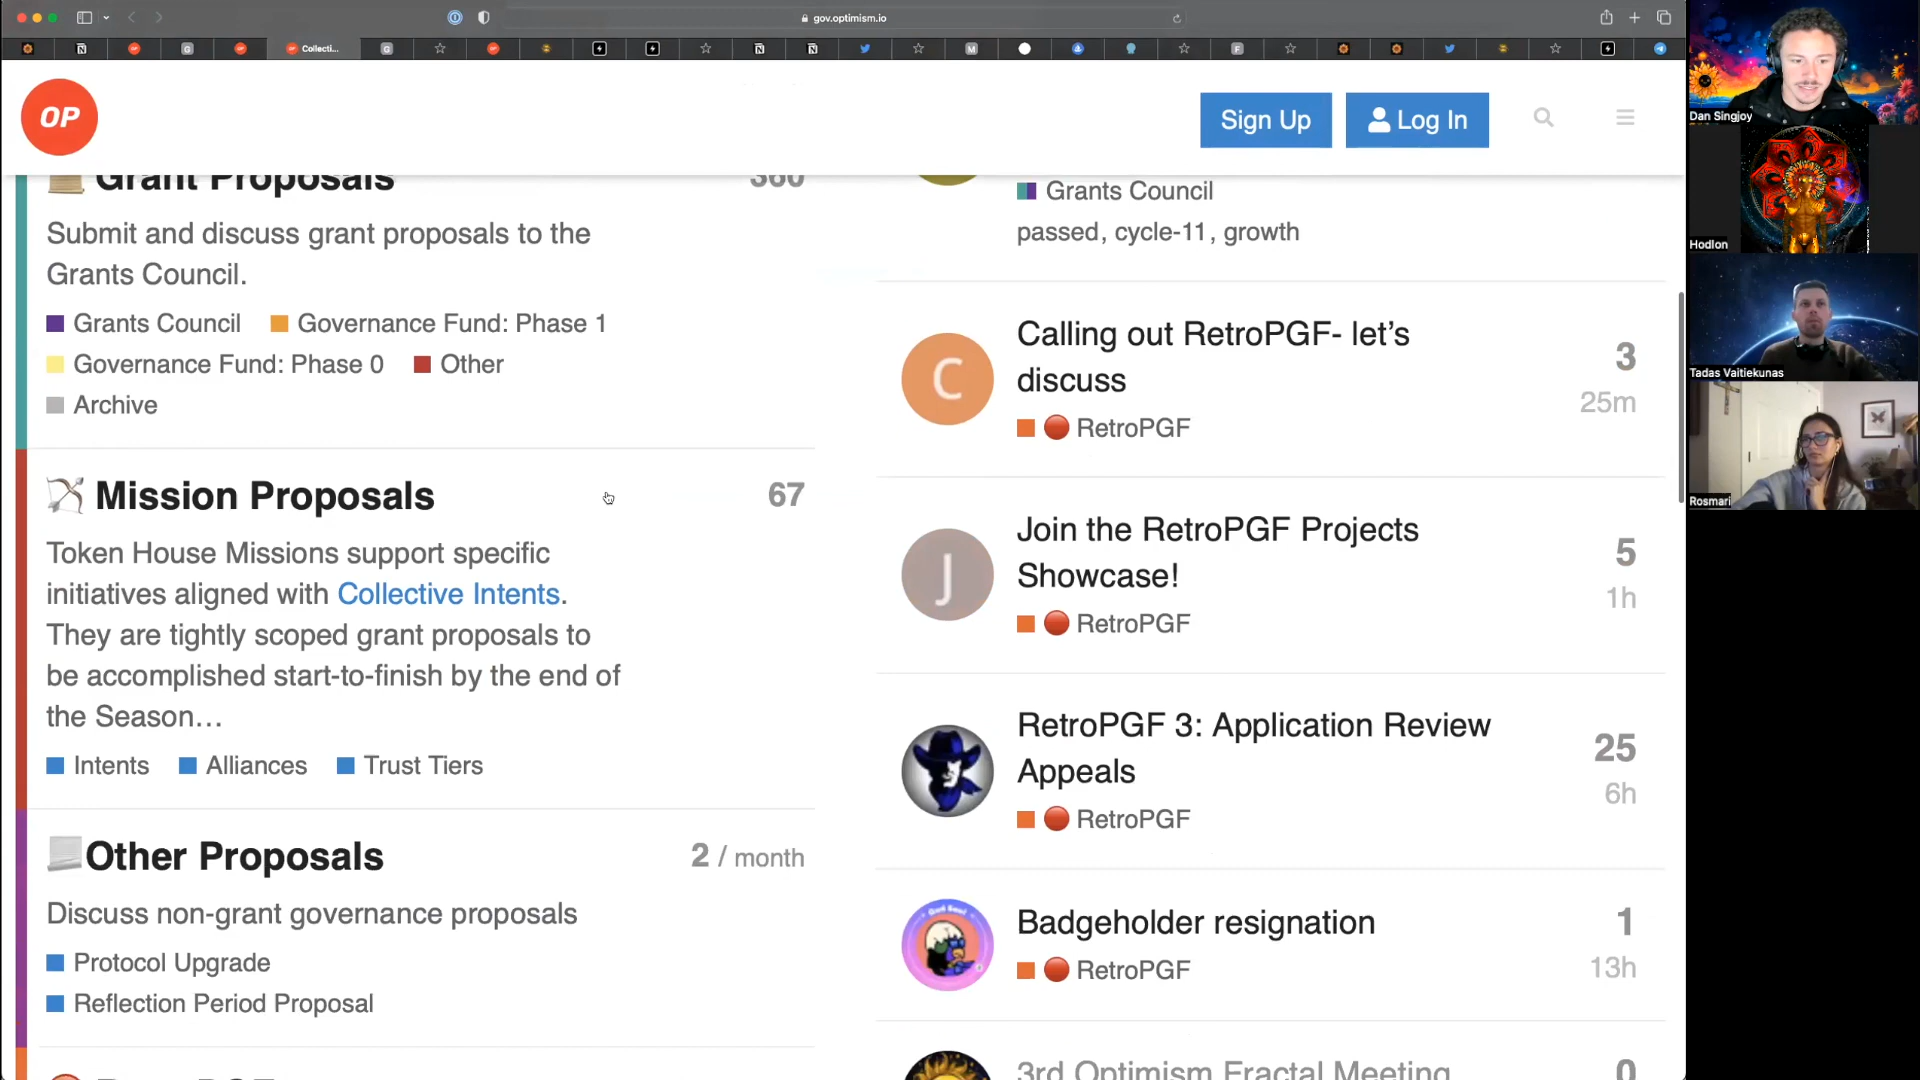 gov.optimism.io
Collecti...
OP
Sign Up
Log In
Grant Proposals
360
Submit and discuss grant proposals to the
Grants Council.
Grants Council
Governance Fund: Phase 1
Governance Fund: Phase 0
Other
Archive
Mission Proposals
67
Token House Missions support specific
initiatives aligned with Collective Intents.
They are tightly scoped grant proposals to
be accomplished start-to-finish by the end of
the Season…
Intents
Alliances
Trust Tiers
Other Proposals
2 / month
Discuss non-grant governance proposals
Protocol Upgrade
Reflection Period Proposal
Grants Council
passed, cycle-11, growth
C
Calling out RetroPGF- let’s
discuss
3
25m
RetroPGF
J
Join the RetroPGF Projects
Showcase!
5
1h
RetroPGF
RetroPGF 3: Application Review
Appeals
25
6h
RetroPGF
Badgeholder resignation
1
13h
RetroPGF
3rd Optimism Fractal Meeting
0
Dan Singjoy
Hodlon
Tadas Vaitiekunas
Rosmari